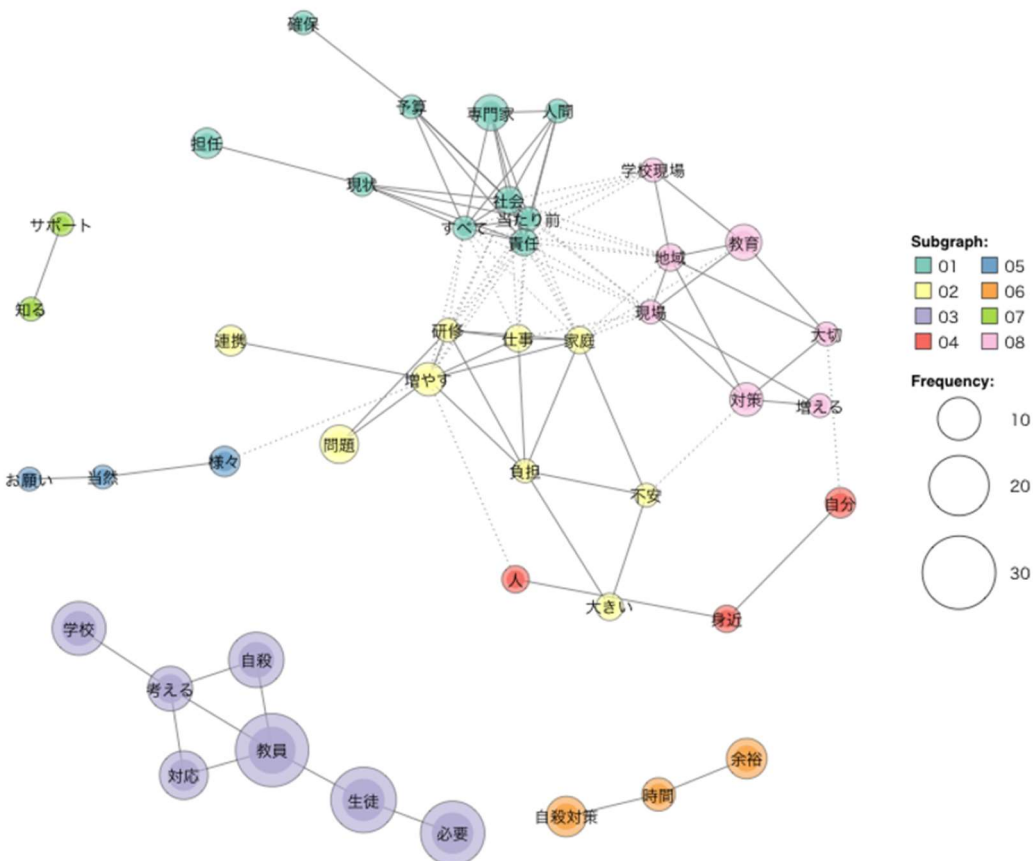 確保
予算
専門家
人間
担任
現状
学校現場
社会
サポート
すべて
当たり前
責任
教育
地域
知る
現場
連携
研修
仕事
家庭
大切
増やす
対策
増える
問題
お願い
当然
様々
負担
不安
自分
人
大きい
身近
学校
自殺
考える
教員
対応
生徒
必要
余裕
時間
自殺対策
Subgraph:
01 05
02 06
03 07
04 08
Frequency:
10
20
30